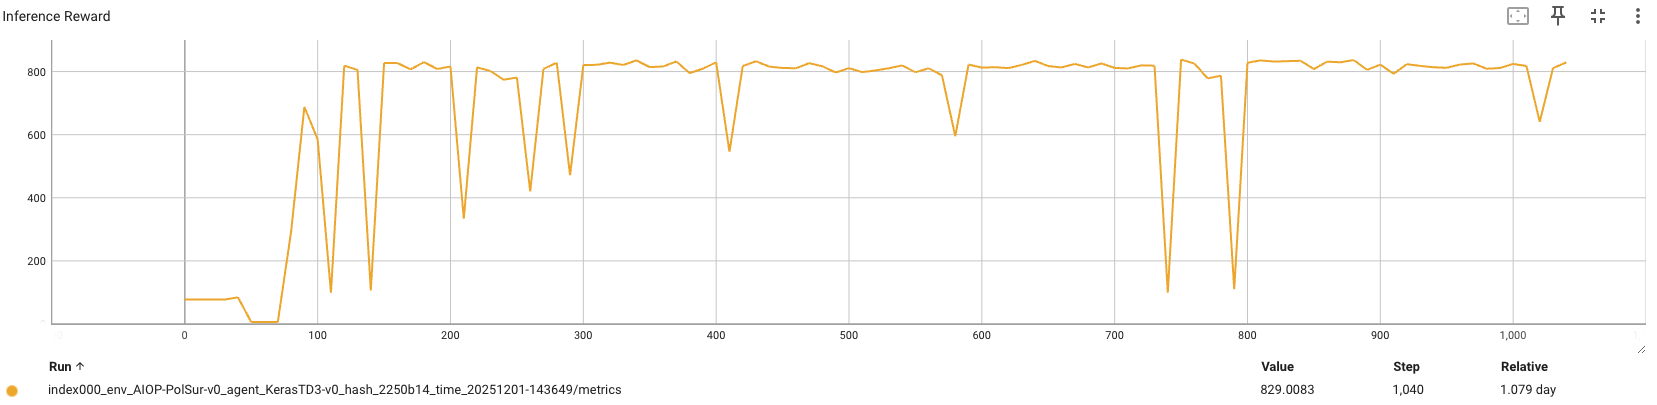 Inference Reward
800
600
400
200
0 100 200 300 400 500 600 700 800 900 1,000
Run ↑ Value Step Relative
index000_env_AIOP-PolSur-v0_agent_KerasTD3-v0_hash_2250b14_time_20251201-143649/metrics 829.0083 1,040 1.079 day